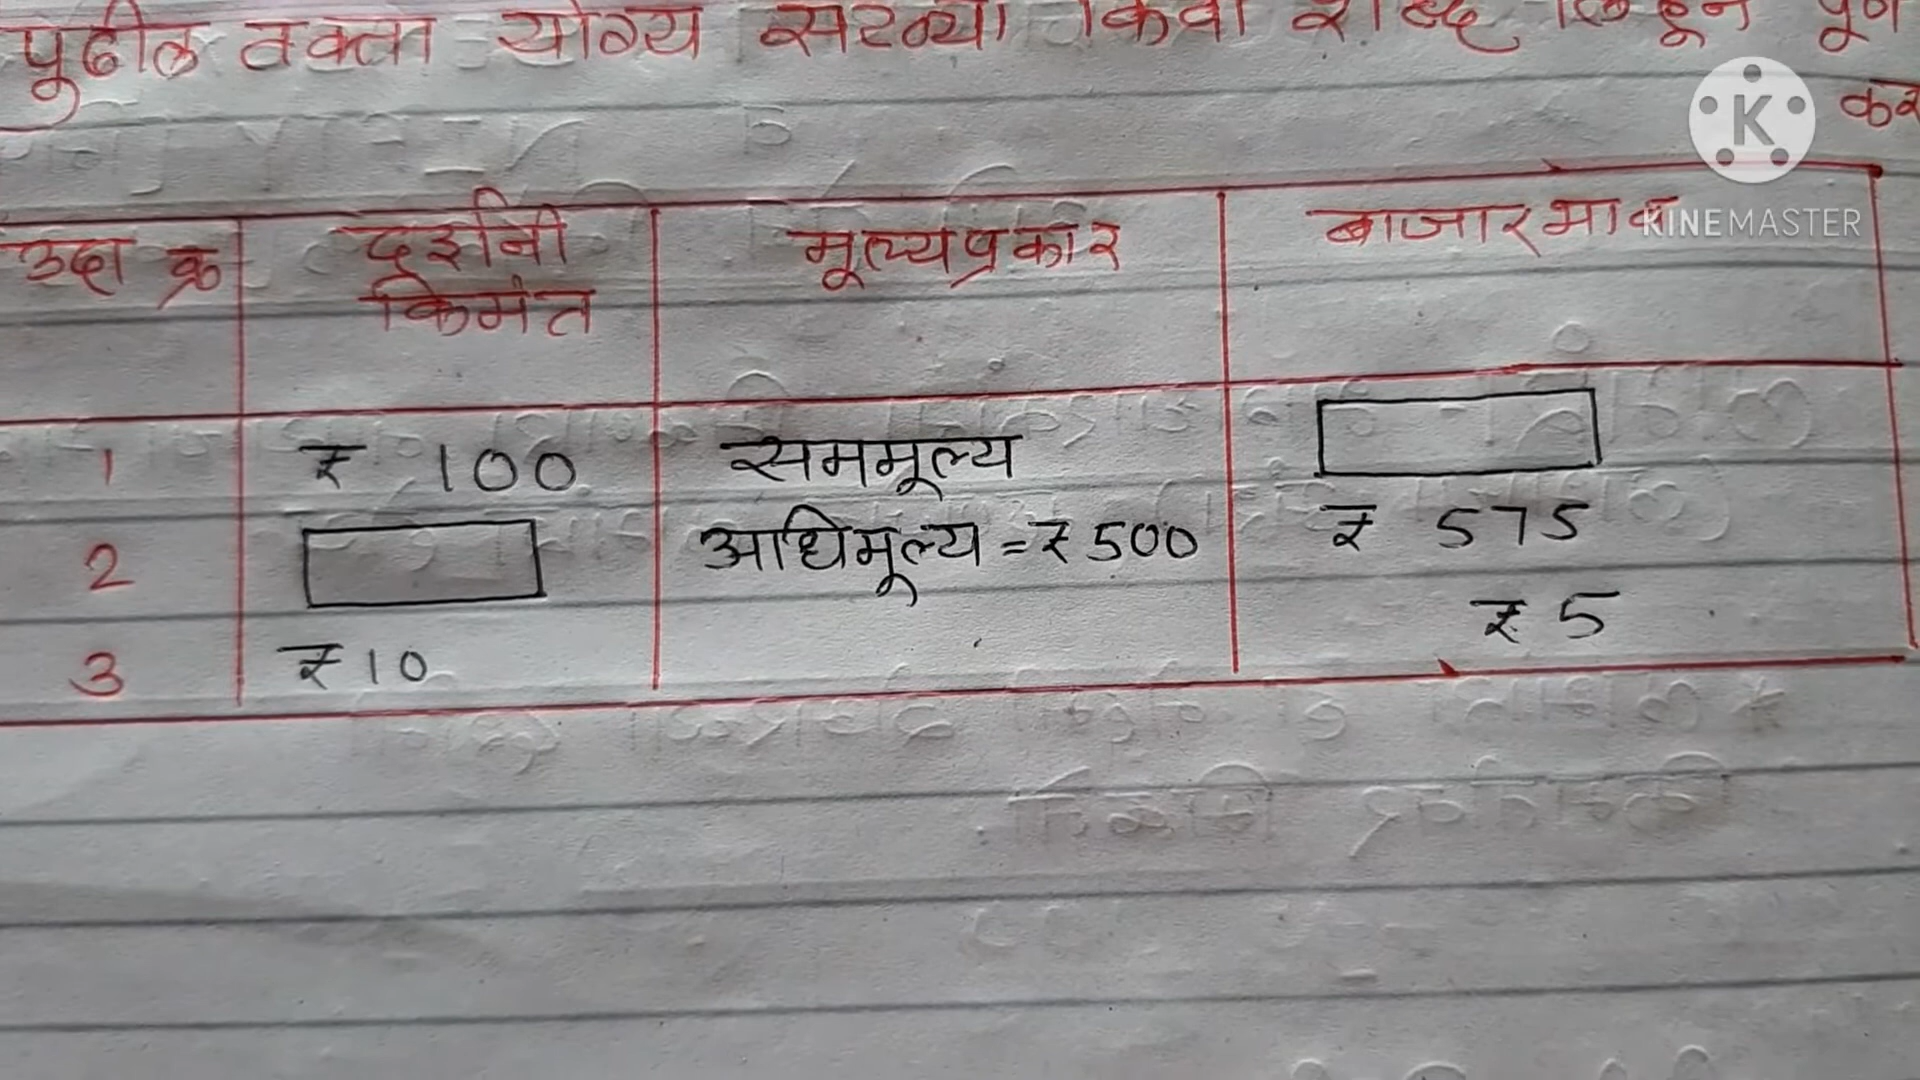 पूढील तक्ता योग्य संख्या किंवा शब्द लिहून पूर्ण
करा
K
KINEMASTER
उदा क्र दर्शनी किमंत मूल्यप्रकार बाजारभाव
1 ₹ 100 सममूल्य
2 अधिमूल्य = ₹ 500 ₹ 575
3 ₹ 10 ₹ 5